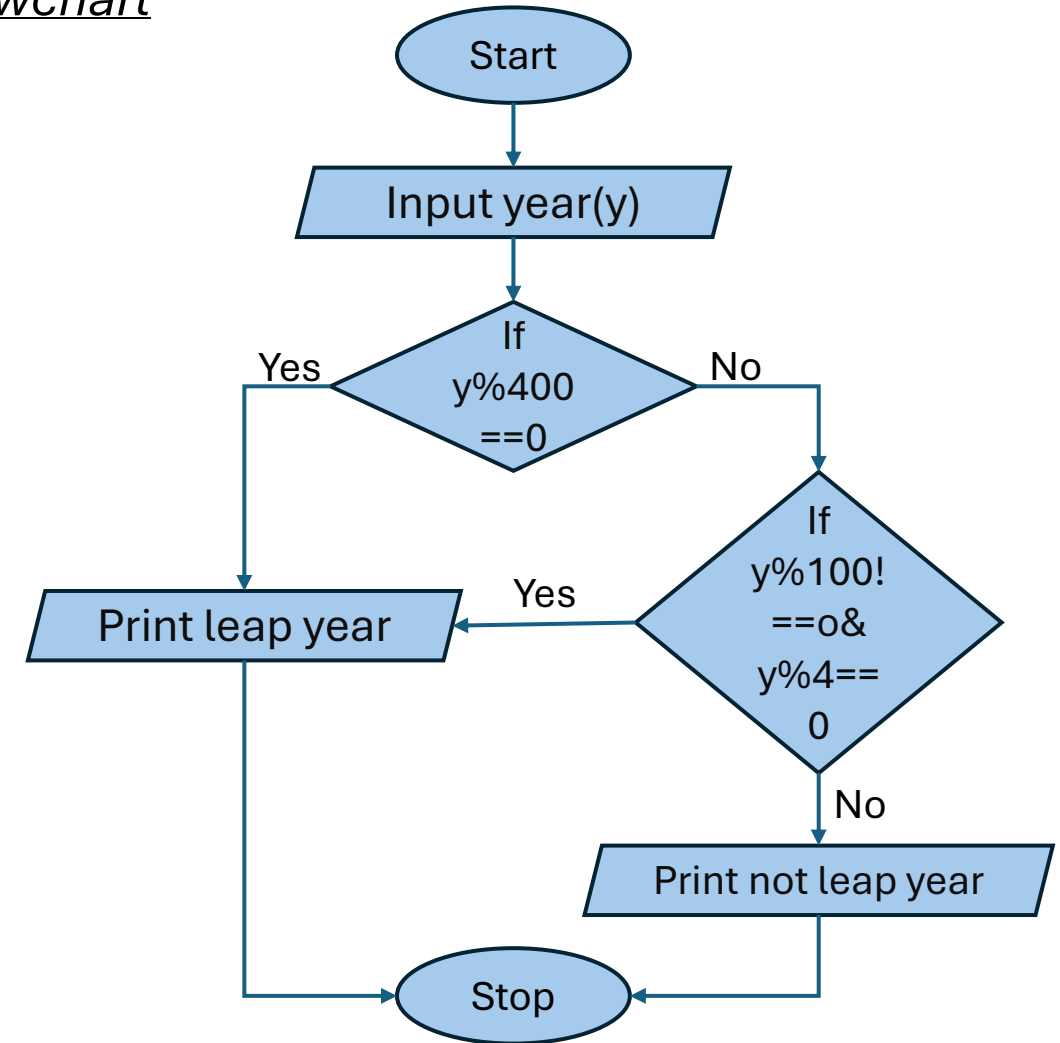 wchart
Start
Input year(y)
If
y%400
==0
Yes
No
If
y%100!
==o&
y%4==
0
Yes
Print leap year
No
Print not leap year
Stop